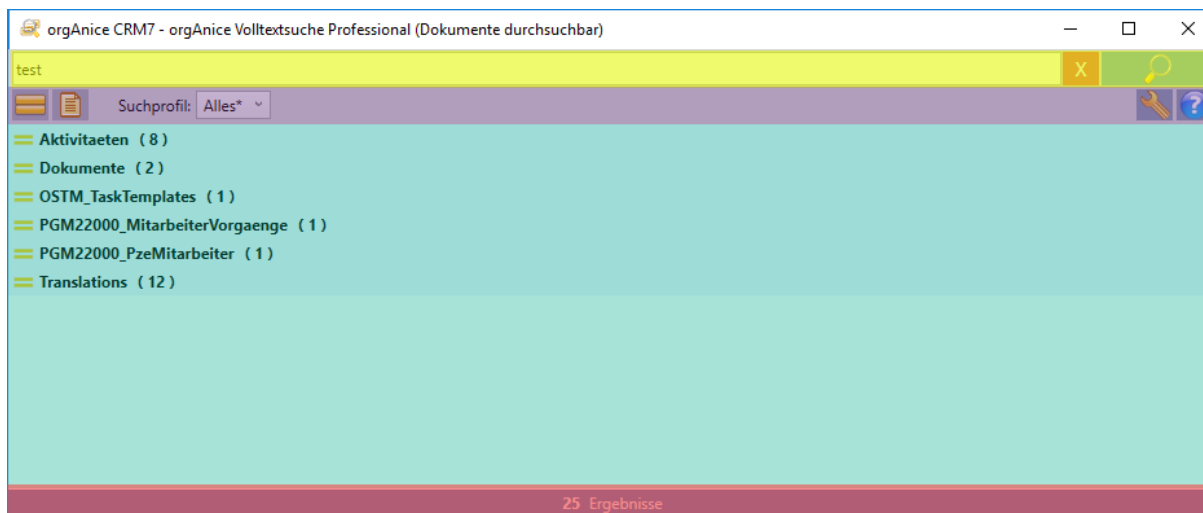 orgAnice CRM7 - orgAnice Volltextsuche Professional (Dokumente durchsuchbar)
test X
Suchprofil: Alles* ?
Aktivitaeten ( 8 )
Dokumente ( 2 )
OSTM_TaskTemplates ( 1 )
PGM22000_MitarbeiterVorgaenge ( 1 )
PGM22000_PzeMitarbeiter ( 1 )
Translations ( 12 )
25 Ergebnisse